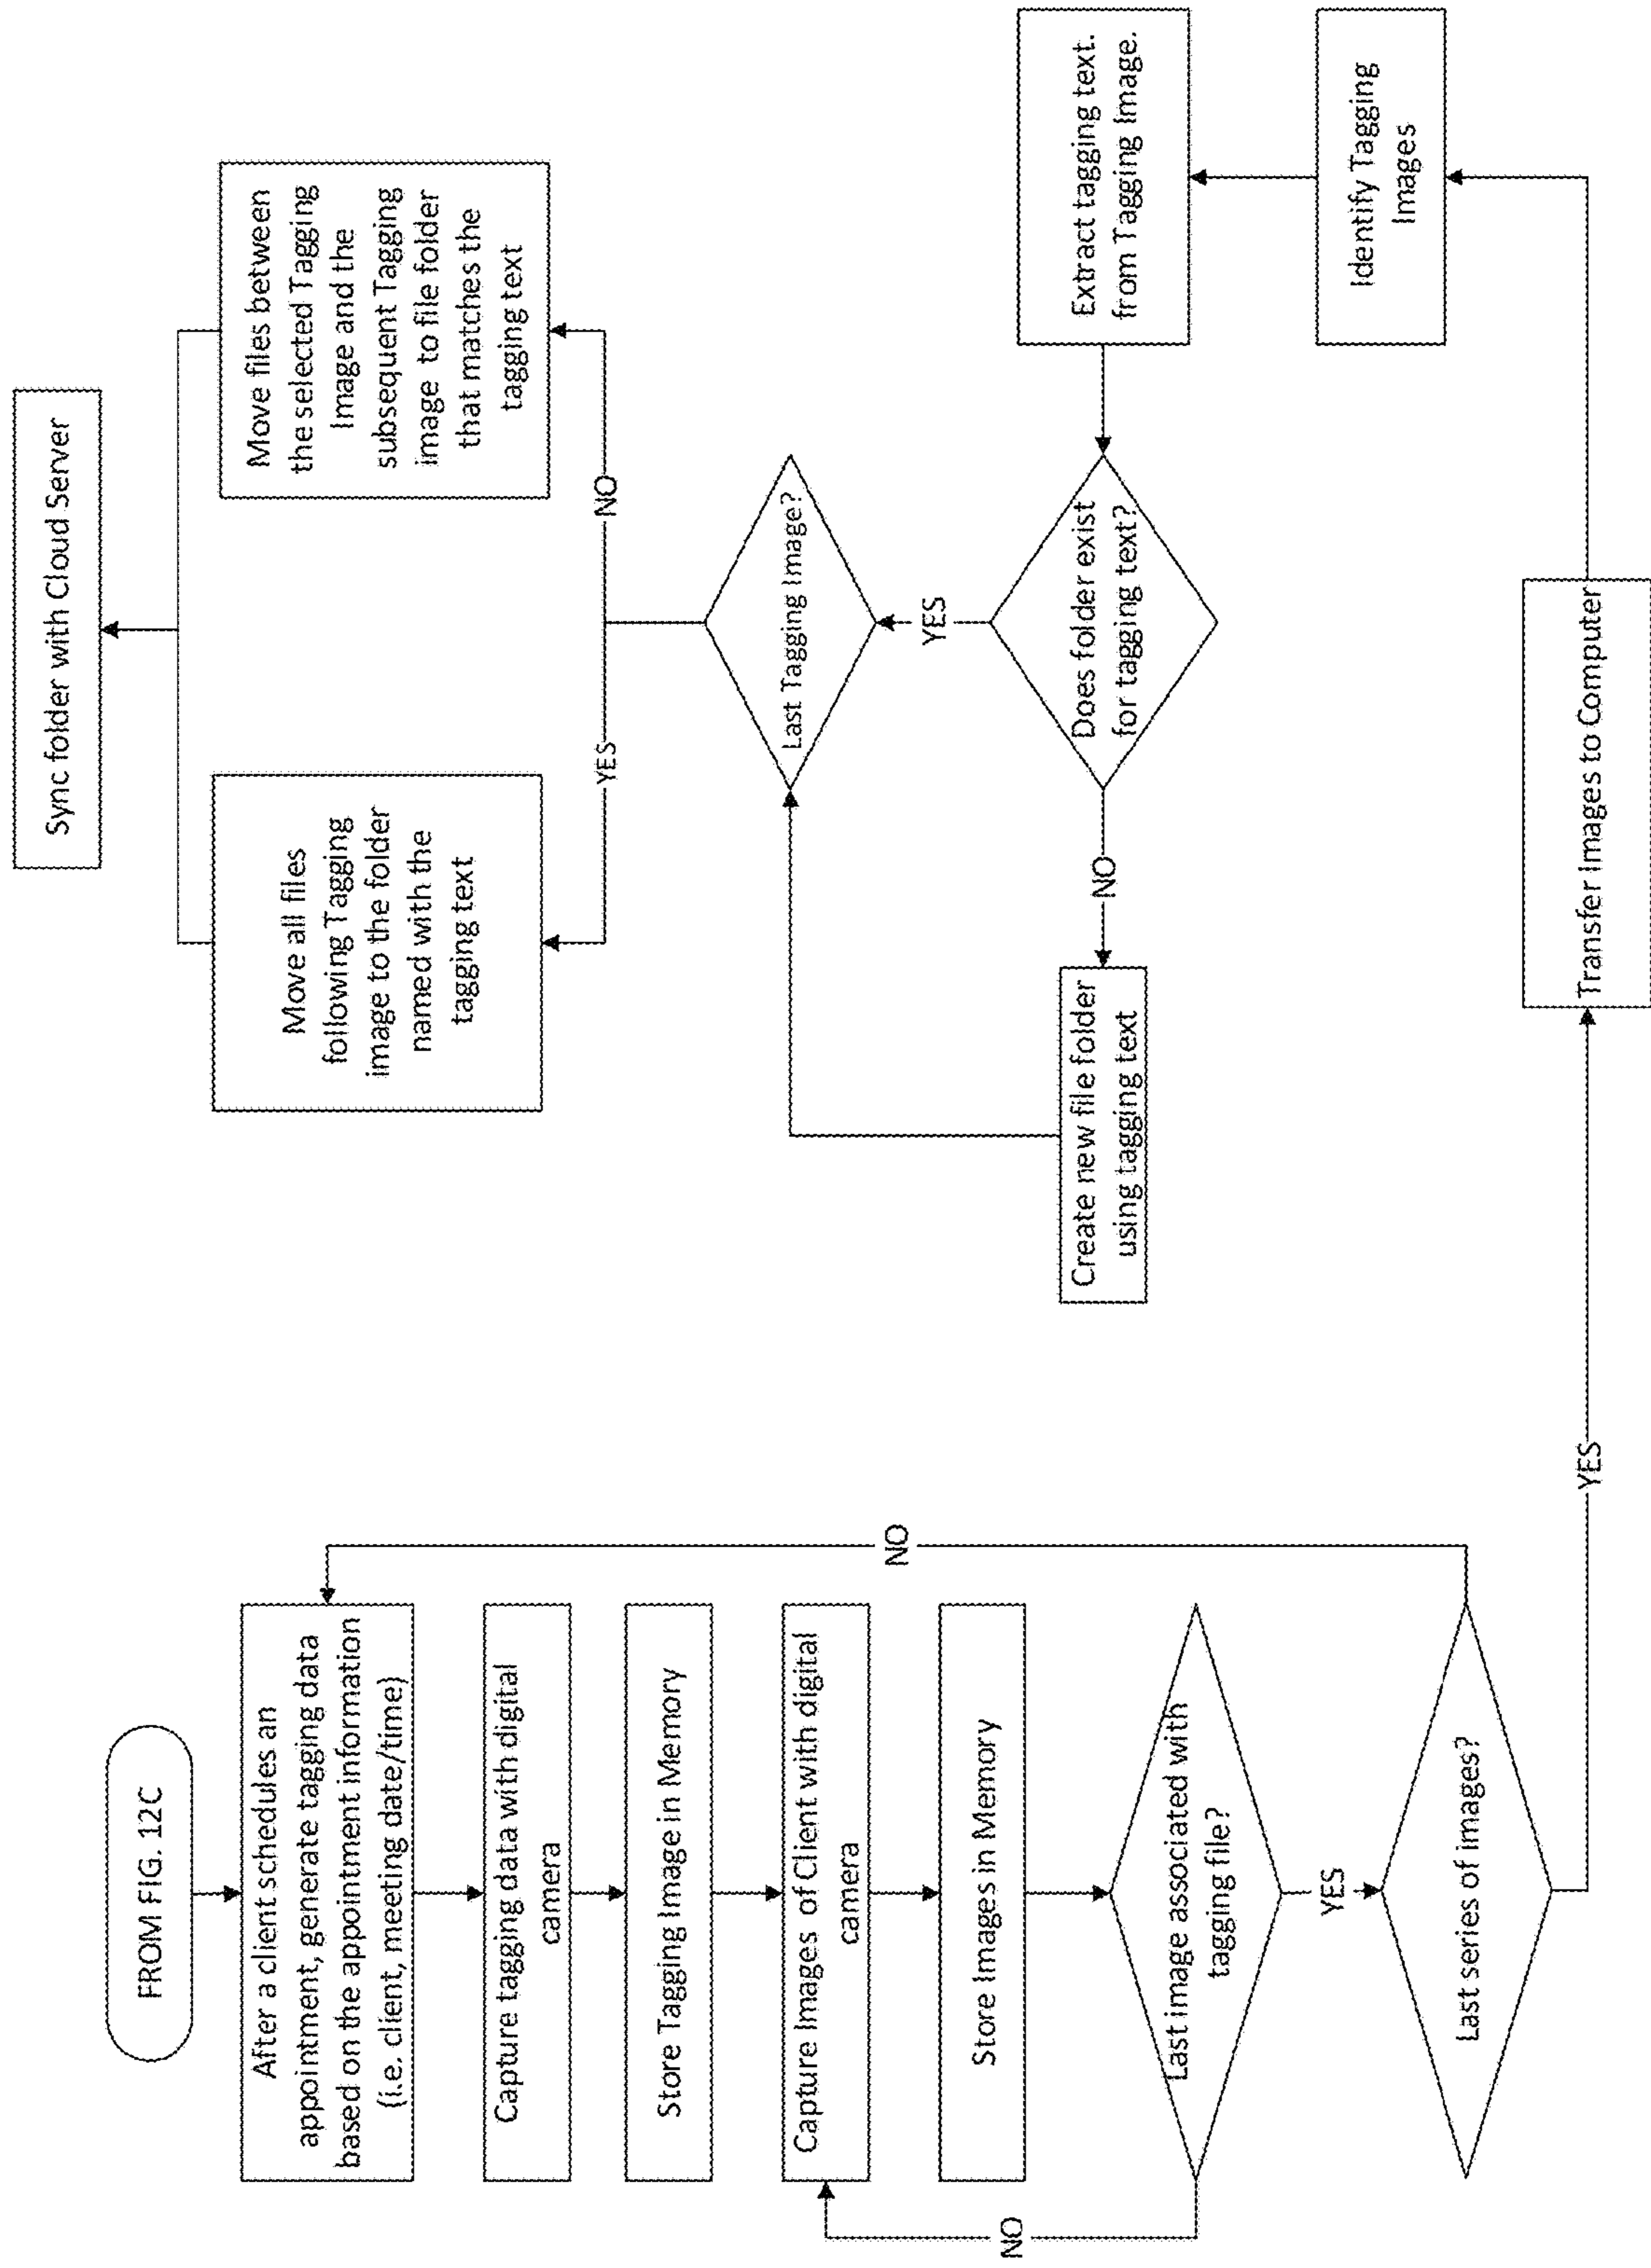 FROM FIG. 12C
After a client schedules an
appointment, generate tagging data
based on the appointment information
(i.e. client, meeting date/time)
Capture tagging data with digital
camera
Store Tagging Image in Memory
Capture Images of Client with digital
camera
Store Images in Memory
Last image associated with
tagging file?
NO
YES
Last series of images?
NO
YES
Transfer Images to Computer
Identify Tagging
Images
Extract tagging text.
from Tagging Image.
Does folder exist
for tagging text?
NO
YES
Create new file folder
using tagging text
Last Tagging Image?
YES
NO
Move all files
following Tagging
image to the folder
named with the
tagging text
Move files between
the selected Tagging
Image and the
subsequent Tagging
image to file folder
that matches the
tagging text
Sync folder with Cloud Server